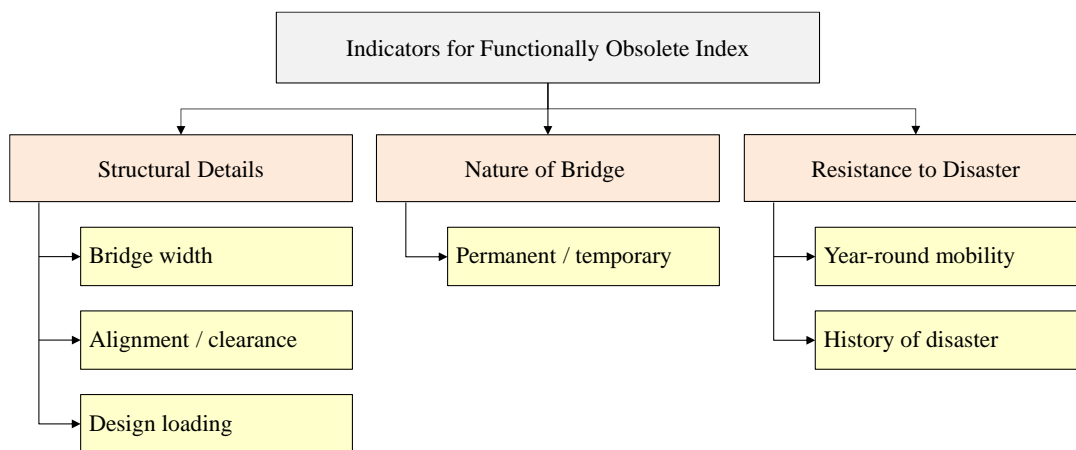 Indicators for Functionally Obsolete Index
Structural Details
Nature of Bridge
Resistance to Disaster
Bridge width
Permanent / temporary
Year-round mobility
Alignment / clearance
History of disaster
Design loading